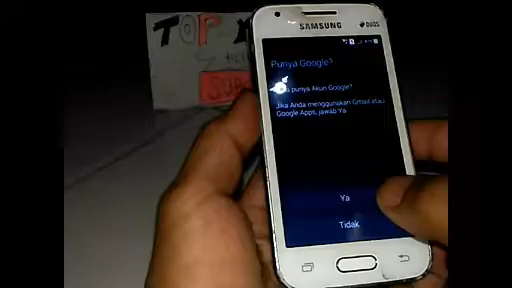 TOP
SAMSUNG
DUOS
Punya Google?
punya Akun Google?
Jika Anda menggunakan Gmail atau
Google Apps, jawab Ya
Ya
Tidak